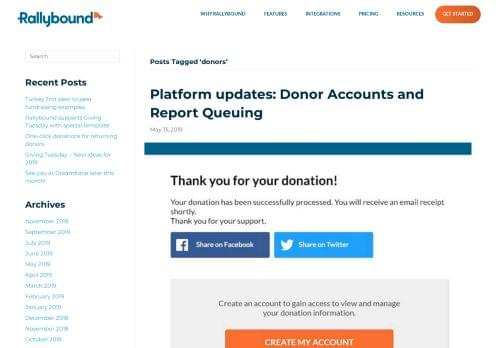 Rallybound
WHY RALLYBOUND
FEATURES
INTEGRATIONS
PRICING
RESOURCES
GET STARTED
Search
Recent Posts
Turkey Trot peer to peer
fundraising examples
Rallybound supports Giving
Tuesday with special template
One-click donations for returning
donors
Giving Tuesday – New ideas for
2019
See you at Dreamforce later this
month!
Archives
November 2019
September 2019
July 2019
June 2019
May 2019
April 2019
March 2019
February 2019
January 2019
December 2018
November 2018
October 2018
Posts Tagged ‘donors’
Platform updates: Donor Accounts and
Report Queuing
May 13, 2019
Thank you for your donation!
Your donation has been successfully processed. You will receive an email receipt
shortly.
Thank you for your support.
Share on Facebook
Share on Twitter
Create an account to gain access to view and manage
your donation information.
CREATE MY ACCOUNT